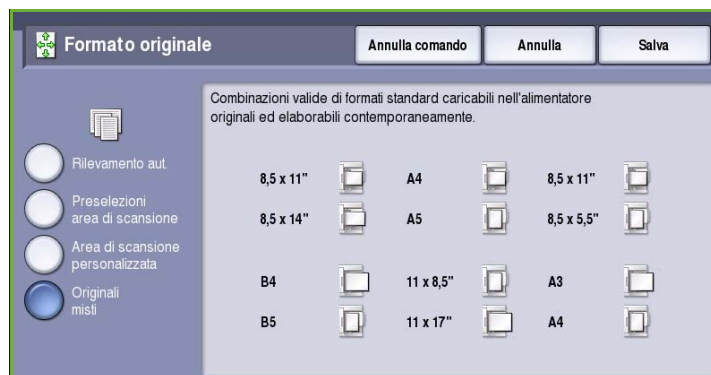 Formato originale
Annulla comando
Annulla
Salva
Combinazioni valide di formati standard caricabili nell'alimentatore
originali ed elaborabili contemporaneamente.
Rilevamento aut.
Preselezioni
area di scansione
Area di scansione
personalizzata
Originali
misti
8,5 x 11" A4 8,5 x 11"
8,5 x 14" A5 8,5 x 5,5"
B4 11 x 8,5" A3
B5 11 x 17" A4